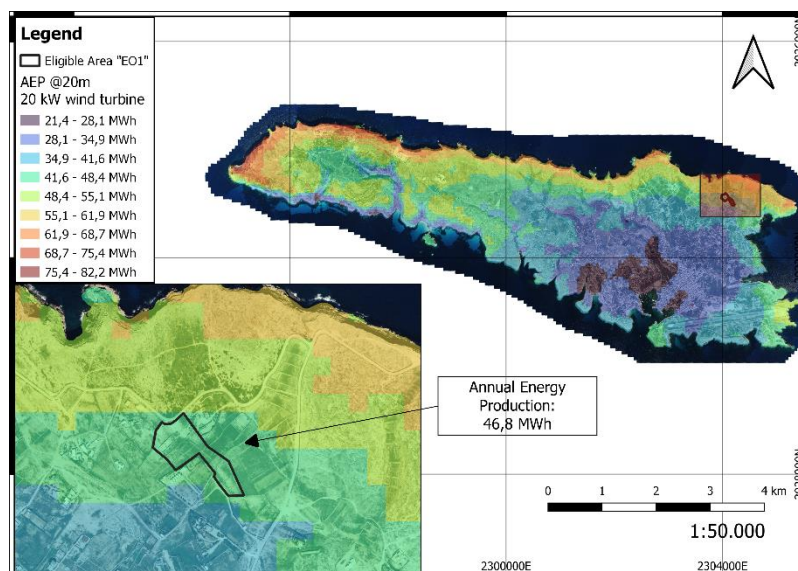 Legend
Eligible Area "EO1"
AEP @20m
20 kW wind turbine
21,4 - 28,1 MWh
28,1 - 34,9 MWh
34,9 - 41,6 MWh
41,6 - 48,4 MWh
48,4 - 55,1 MWh
55,1 - 61,9 MWh
61,9 - 68,7 MWh
68,7 - 75,4 MWh
75,4 - 82,2 MWh
Annual Energy
Production:
46,8 MWh
0 1 2 3 4 km
1:50.000
2300000E
2304000E